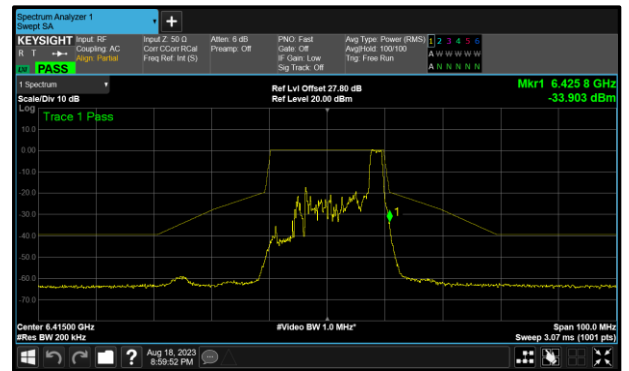 Spectrum Analyzer 1
Swept SA
+
KEYSIGHT
R T
LXI
PASS
Input: RF
Coupling: AC
Align: Partial
Input Z: 50 Ω
Corr CCorr RCal
Freq Ref: Int (S)
Atten: 6 dB
Preamp: Off
PNO: Fast
Gate: Off
IF Gain: Low
Sig Track: Off
Avg Type: Power (RMS)
Avg|Hold: 100/100
Trig: Free Run
1 2 3 4 5 6
A W W W W W
A N N N N N
1 Spectrum
Scale/Div 10 dB
Ref Lvl Offset 27.80 dB
Ref Level 20.00 dBm
Mkr1 6.425 8 GHz
-33.903 dBm
Log
Trace 1 Pass
10.0
0.00
-10.0
-20.0
-30.0
1
-40.0
-50.0
-60.0
-70.0
Center 6.41500 GHz
#Res BW 200 kHz
#Video BW 1.0 MHz*
Span 100.0 MHz
Sweep 3.07 ms (1001 pts)
?
Aug 18, 2023
8:59:52 PM